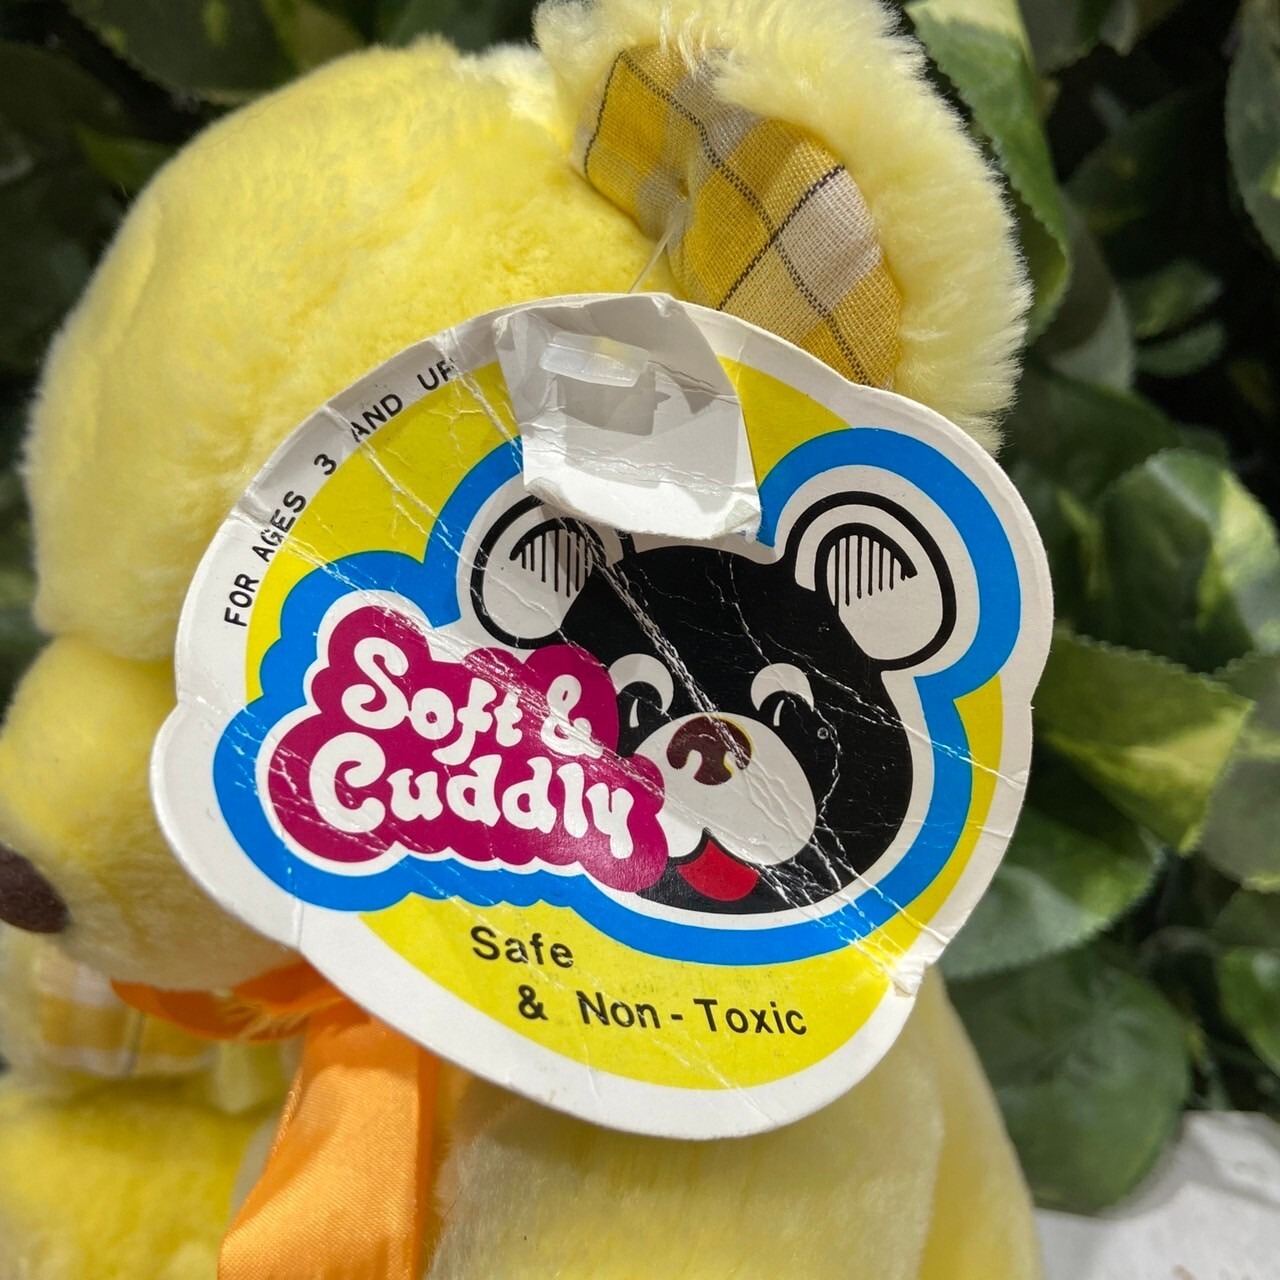 FOR AGES 3 AND UP
Soft &
Cuddly
Safe
& Non-Toxic